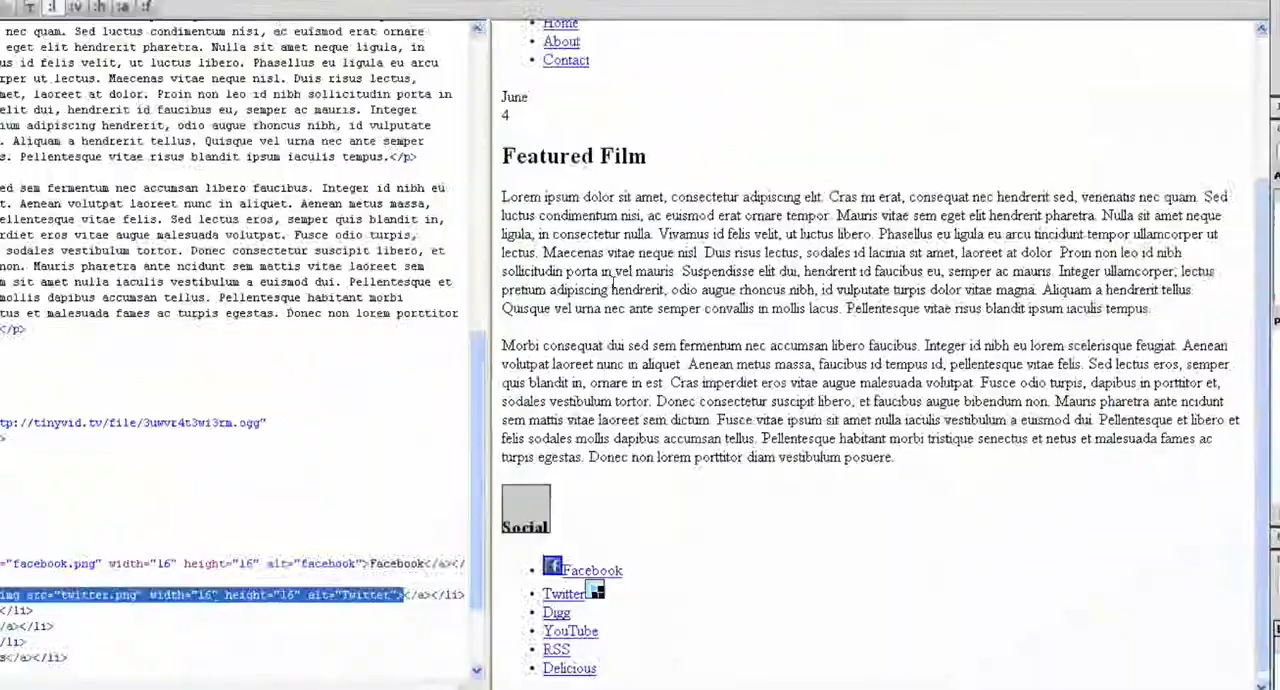 nec quam. Sed luctus condimentum nisi, ac euismod erat ornare
eget elit hendrerit pharetra. Nulla sit amet neque ligula, in
us id felis velit, ut luctus libero. Phasellus eu ligula eu arcu
rper ut lectus. Maecenas vitae neque nisl. Duis risus lectus,
met, laoreet at dolor. Proin non leo id nibh sollicitudin porta in
elit dui, hendrerit id faucibus eu, semper ac mauris. Integer
ium adipiscing hendrerit, odio augue rhoncus nibh, id vulputate
. Aliquam a hendrerit tellus. Quisque vel urna nec ante semper
s. Pellentesque vitae risus blandit ipsum iaculis tempus.</p>
ed sem fermentum nec accumsan libero faucibus. Integer id nibh eu
t. Aenean volutpat laoreet nunc in aliquet. Aenean metus massa,
ellentesque vitae felis. Sed lectus eros, semper quis blandit in,
rdiet eros vitae augue malesuada volutpat. Fusce odio turpis,
sodales vestibulum tortor. Donec consectetur suscipit libero, et
non. Mauris pharetra ante ncidunt sem mattis vitae laoreet sem
m sit amet nulla iaculis vestibulum a euismod dui. Pellentesque et
mollis dapibus accumsan tellus. Pellentesque habitant morbi
tus et malesuada fames ac turpis egestas. Donec non lorem porttitor
</p>
tp://tinyvid.tv/file/3uwvr4t3wi3rm.ogg"
>
="facebook.png" width="16" height="16" alt="facebook">Facebook</a></
img src="twitter.png" width="16" height="16" alt="Twitter"></a></li>
</li>
/a></li>
/li>
s</a></li>
Home
About
Contact
June
4
Featured Film
Lorem ipsum dolor sit amet, consectetur adipiscing elit. Cras mi erat, consequat nec hendrerit sed, venenatis nec quam. Sed
luctus condimentum nisi, ac euismod erat ornare tempor. Mauris vitae sem eget elit hendrerit pharetra. Nulla sit amet neque
ligula, in consectetur nulla. Vivamus id felis velit, ut luctus libero. Phasellus eu ligula eu arcu tincidunt tempor ullamcorper ut
lectus. Maecenas vitae neque nisl. Duis risus lectus, sodales id lacinia sit amet, laoreet at dolor. Proin non leo id nibh
sollicitudin porta in vel mauris. Suspendisse elit dui, hendrerit id faucibus eu, semper ac mauris. Integer ullamcorper, lectus
pretium adipiscing hendrerit, odio augue rhoncus nibh, id vulputate turpis dolor vitae magna. Aliquam a hendrerit tellus.
Quisque vel urna nec ante semper convallis in mollis lacus. Pellentesque vitae risus blandit ipsum iaculis tempus.
Morbi consequat dui sed sem fermentum nec accumsan libero faucibus. Integer id nibh eu lorem scelerisque feugiat. Aenean
volutpat laoreet nunc in aliquet. Aenean metus massa, faucibus id tempus id, pellentesque vitae felis. Sed lectus eros, semper
quis blandit in, ornare in est. Cras imperdiet eros vitae augue malesuada volutpat. Fusce odio turpis, dapibus in porttitor et,
sodales vestibulum tortor. Donec consectetur suscipit libero, et faucibus augue bibendum non. Mauris pharetra ante ncidunt
sem mattis vitae laoreet sem dictum. Fusce vitae ipsum sit amet nulla iaculis vestibulum a euismod dui. Pellentesque et libero et
felis sodales mollis dapibus accumsan tellus. Pellentesque habitant morbi tristique senectus et netus et malesuada fames ac
turpis egestas. Donec non lorem porttitor diam vestibulum posuere.
Social
Facebook
Twitter
Digg
YouTube
RSS
Delicious